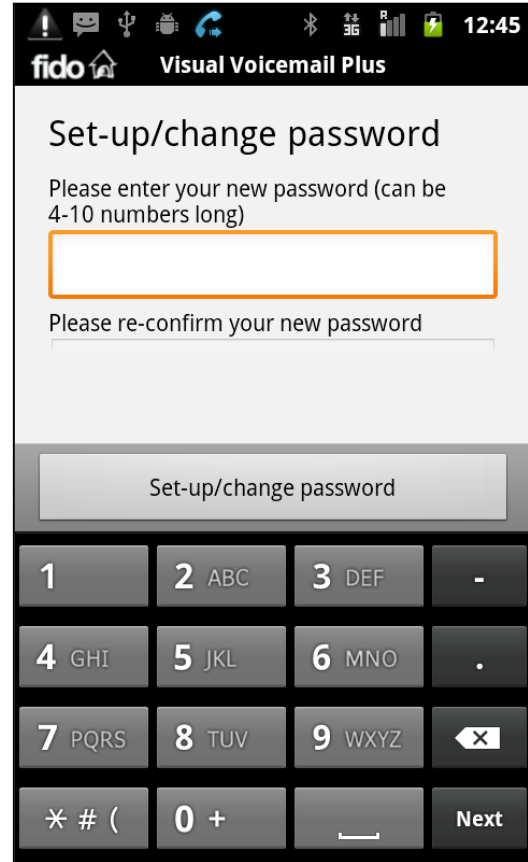 3G R 12:45
fido Visual Voicemail Plus
Set-up/change password
Please enter your new password (can be
4-10 numbers long)
Please re-confirm your new password
Set-up/change password
1 2 ABC 3 DEF -
4 GHI 5 JKL 6 MNO .
7 PQRS 8 TUV 9 WXYZ
* # ( 0 + Next